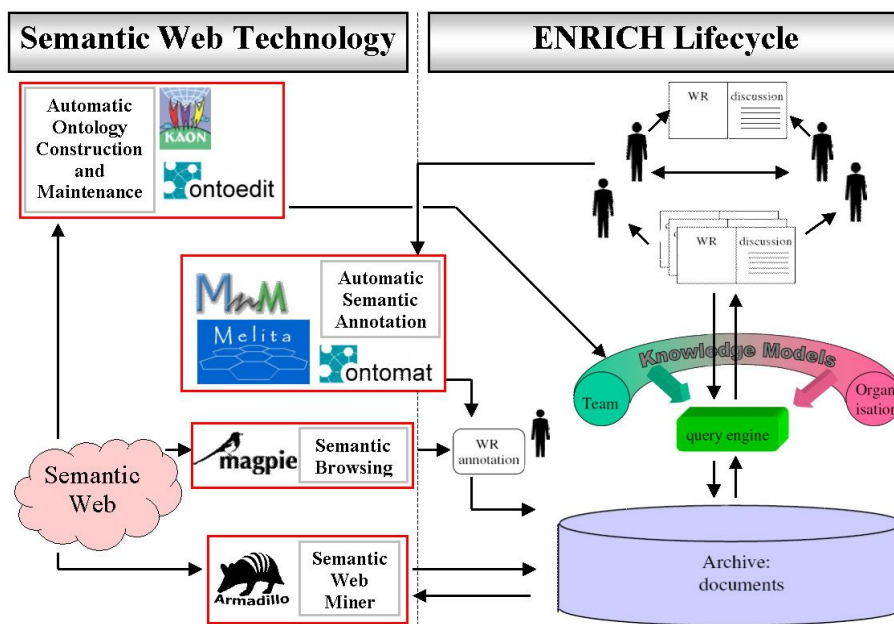 Semantic Web Technology
ENRICH Lifecycle
Automatic
Ontology
Construction
and
Maintenance
KAON
ontoedit
WR
discussion
WR
discussion
MnM
Melita
Automatic
Semantic
Annotation
ontomat
Knowledge Models
Team
Organ
isation
query engine
magpie
Semantic
Browsing
WR
annotation
Semantic
Web
Armadillo
Semantic
Web
Miner
Archive:
documents